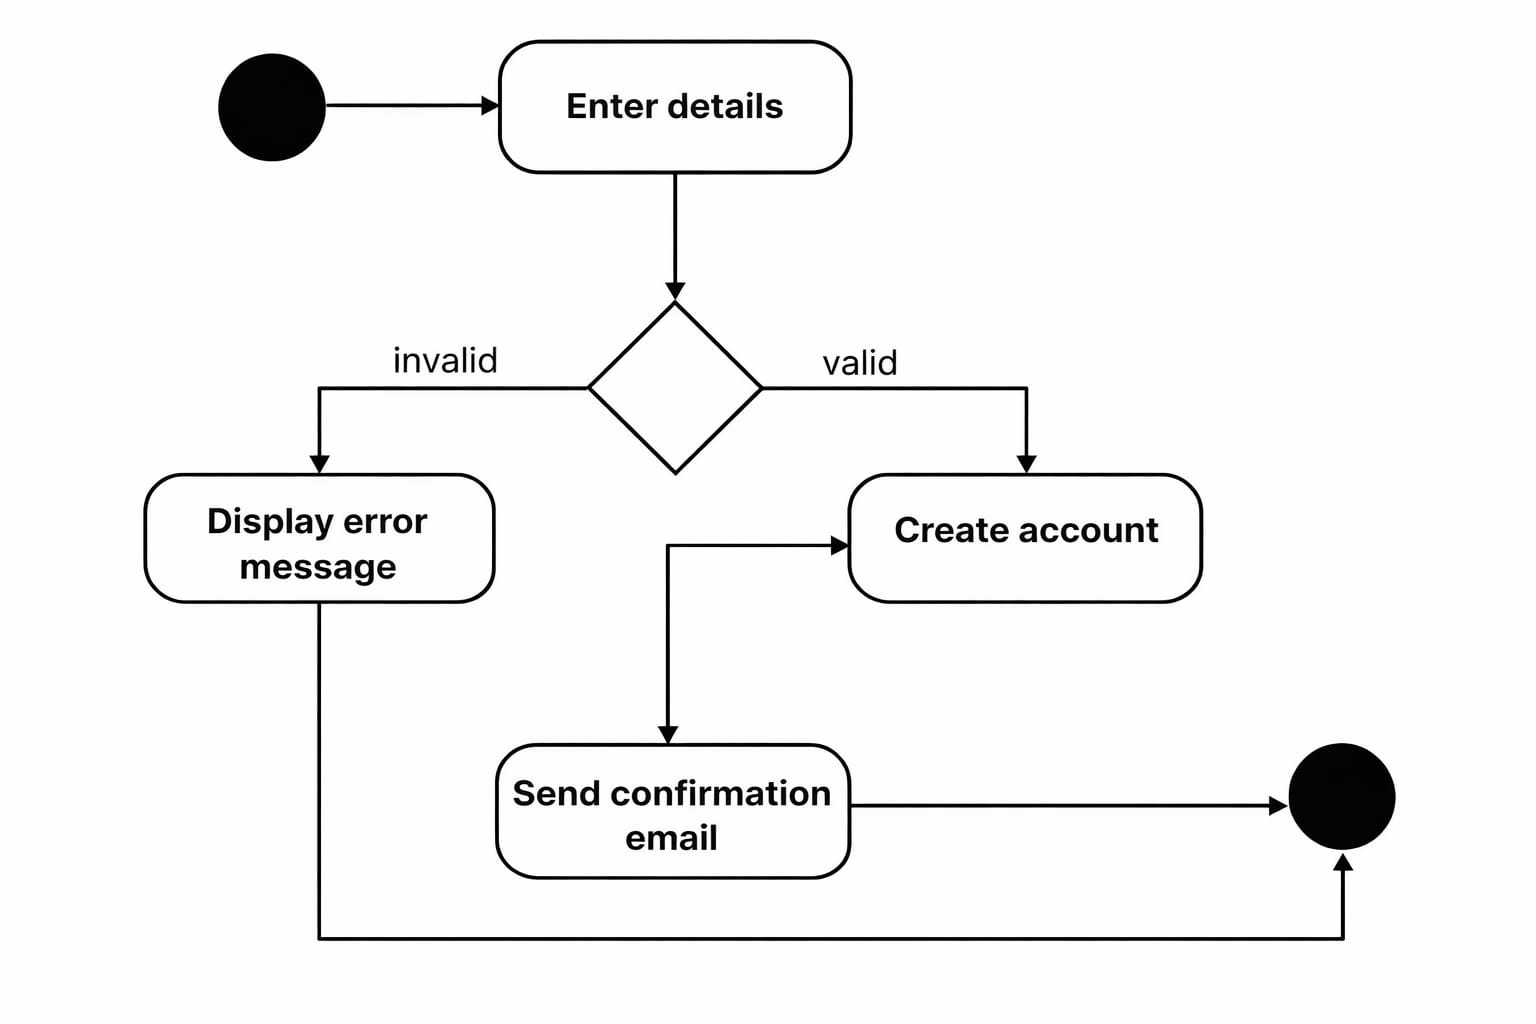 Enter details
invalid
valid
Display error
message
Create account
Send confirmation
email